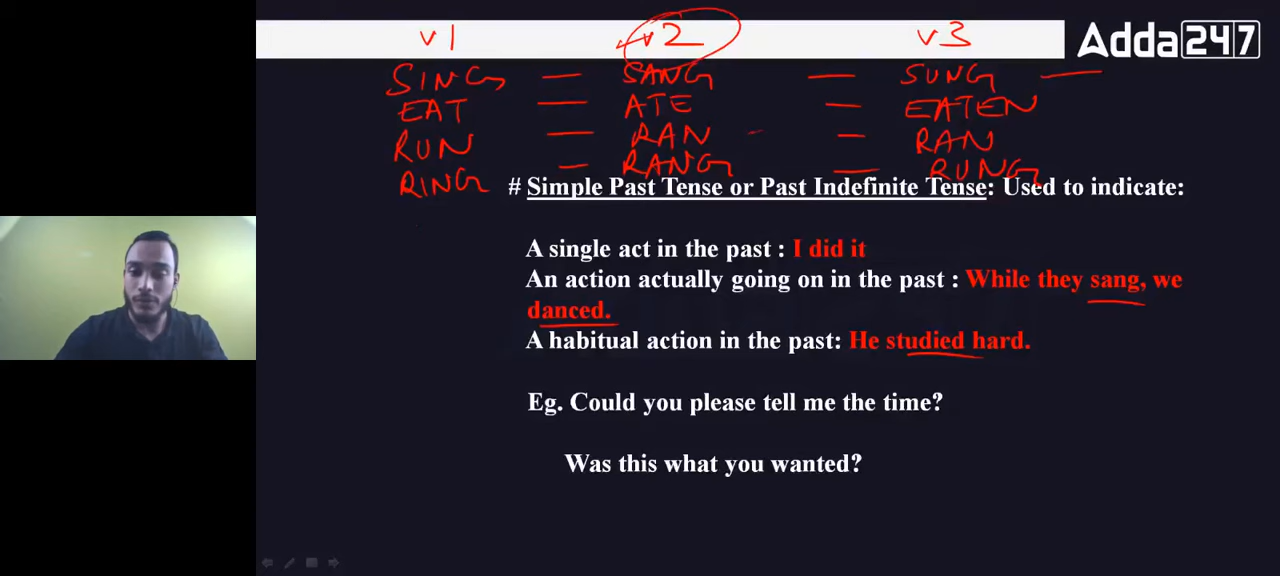 v1 v2 v3
Adda247
SING — SANG — SUNG —
EAT — ATE — EATEN
RUN — RAN — RAN
RING — RANG — RUNG
# Simple Past Tense or Past Indefinite Tense: Used to indicate:
A single act in the past : I did it
An action actually going on in the past : While they sang, we
danced.
A habitual action in the past: He studied hard.
Eg. Could you please tell me the time?
Was this what you wanted?